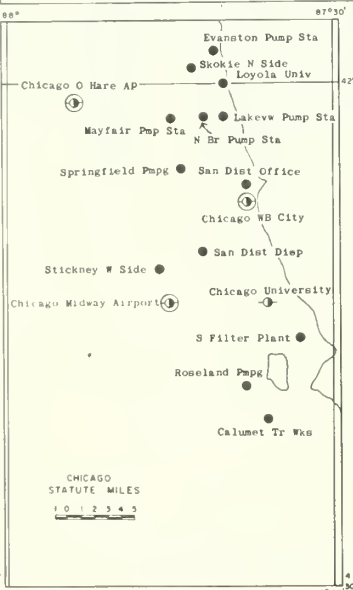 88°
87°30'
Evanston Pump Sta
Skokie N Side
Loyola Univ
42°
Chicago O Hare AP
Mayfair Pmp Sta
Lakevw Pump Sta
N Br Pump Sta
Springfield Pmpg
San Dist Office
Chicago WB City
San Dist Disp
Stickney W Side
Chicago University
Chicago Midway Airport
S Filter Plant
Roseland Pmpg
Calumet Tr Wks
CHICAGO
STATUTE MILES
1 0 1 2 3 4 5